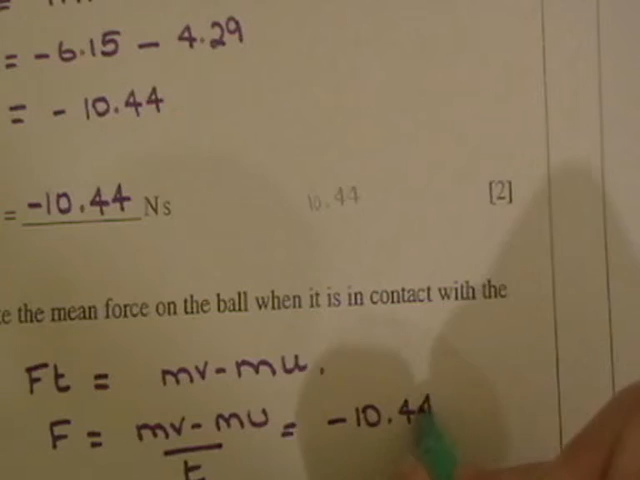 = -6.15 - 4.29
= -10.44
= -10.44 Ns 10.44 [2]
the mean force on the ball when it is in contact with the
Ft = mv-mu.
F = mv-mu = -10.44
t